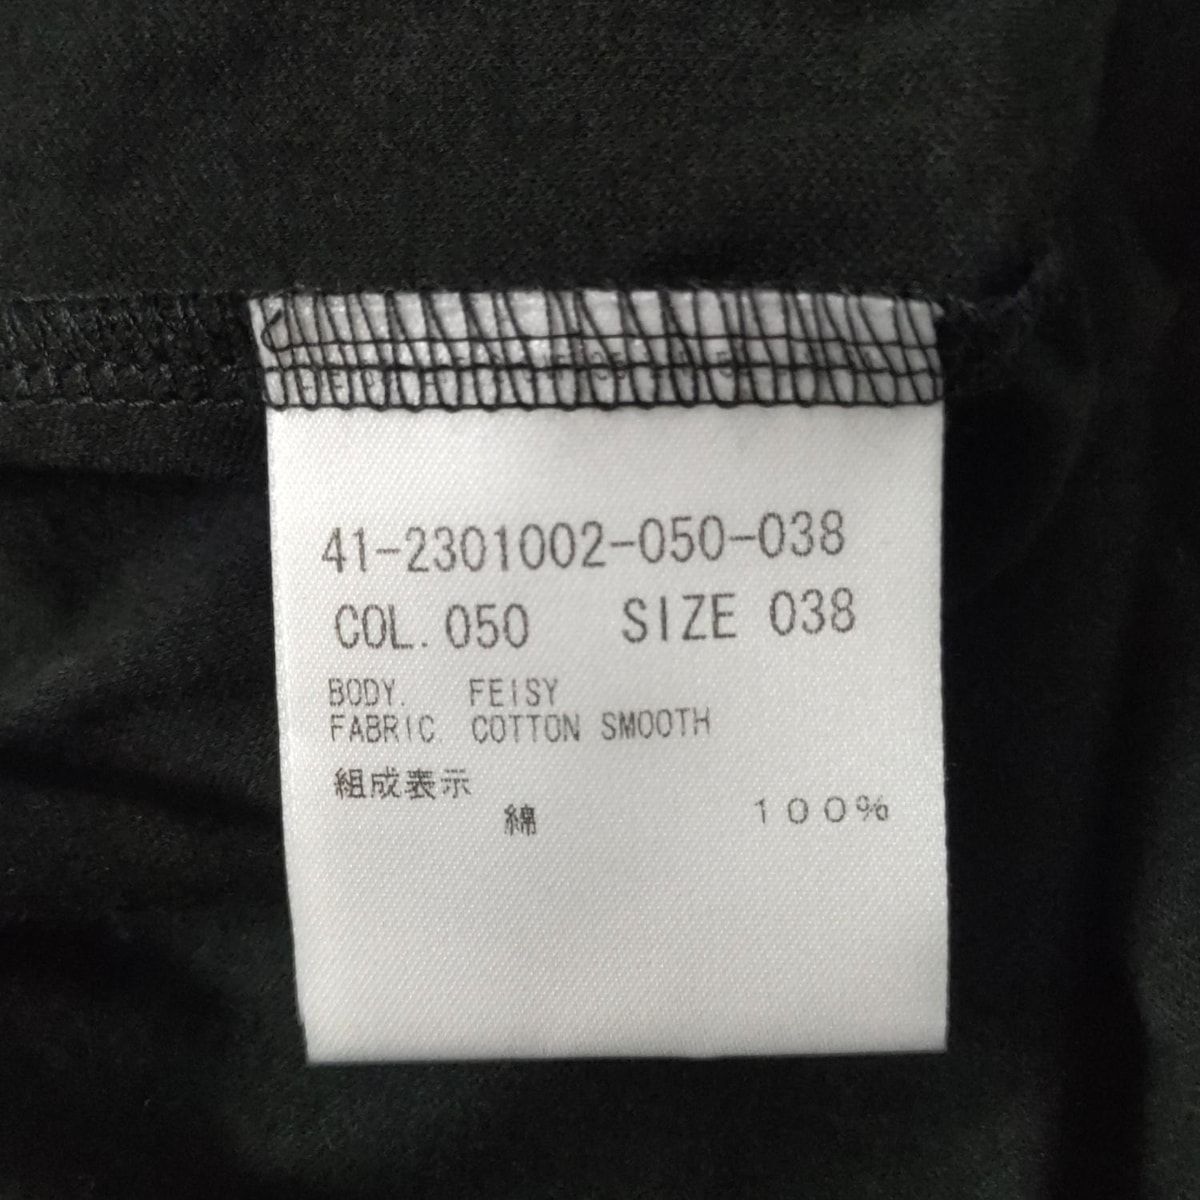 41-2301002-050-038
COL. 050 SIZE 038
BODY. FEISY
FABRIC. COTTON SMOOTH
組成表示
綿 １００％